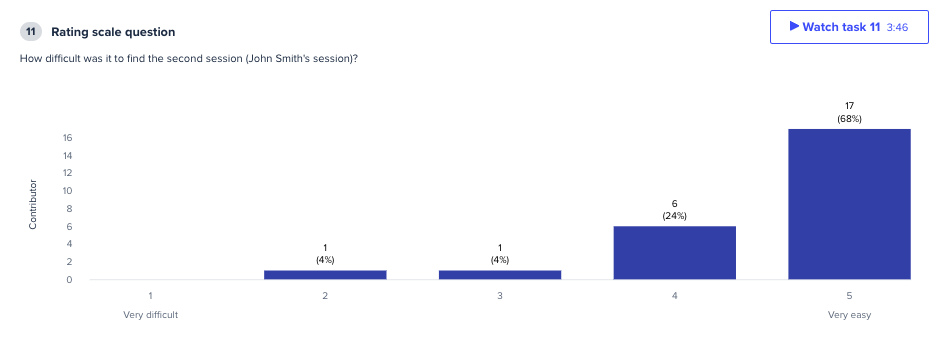 11 Rating scale question
Watch task 11 3:46
How difficult was it to find the second session (John Smith's session)?
Contributor
16
14
12
10
8
6
4
2
0
1
(4%)
1
(4%)
6
(24%)
17
(68%)
1 2 3 4 5
Very difficult Very easy